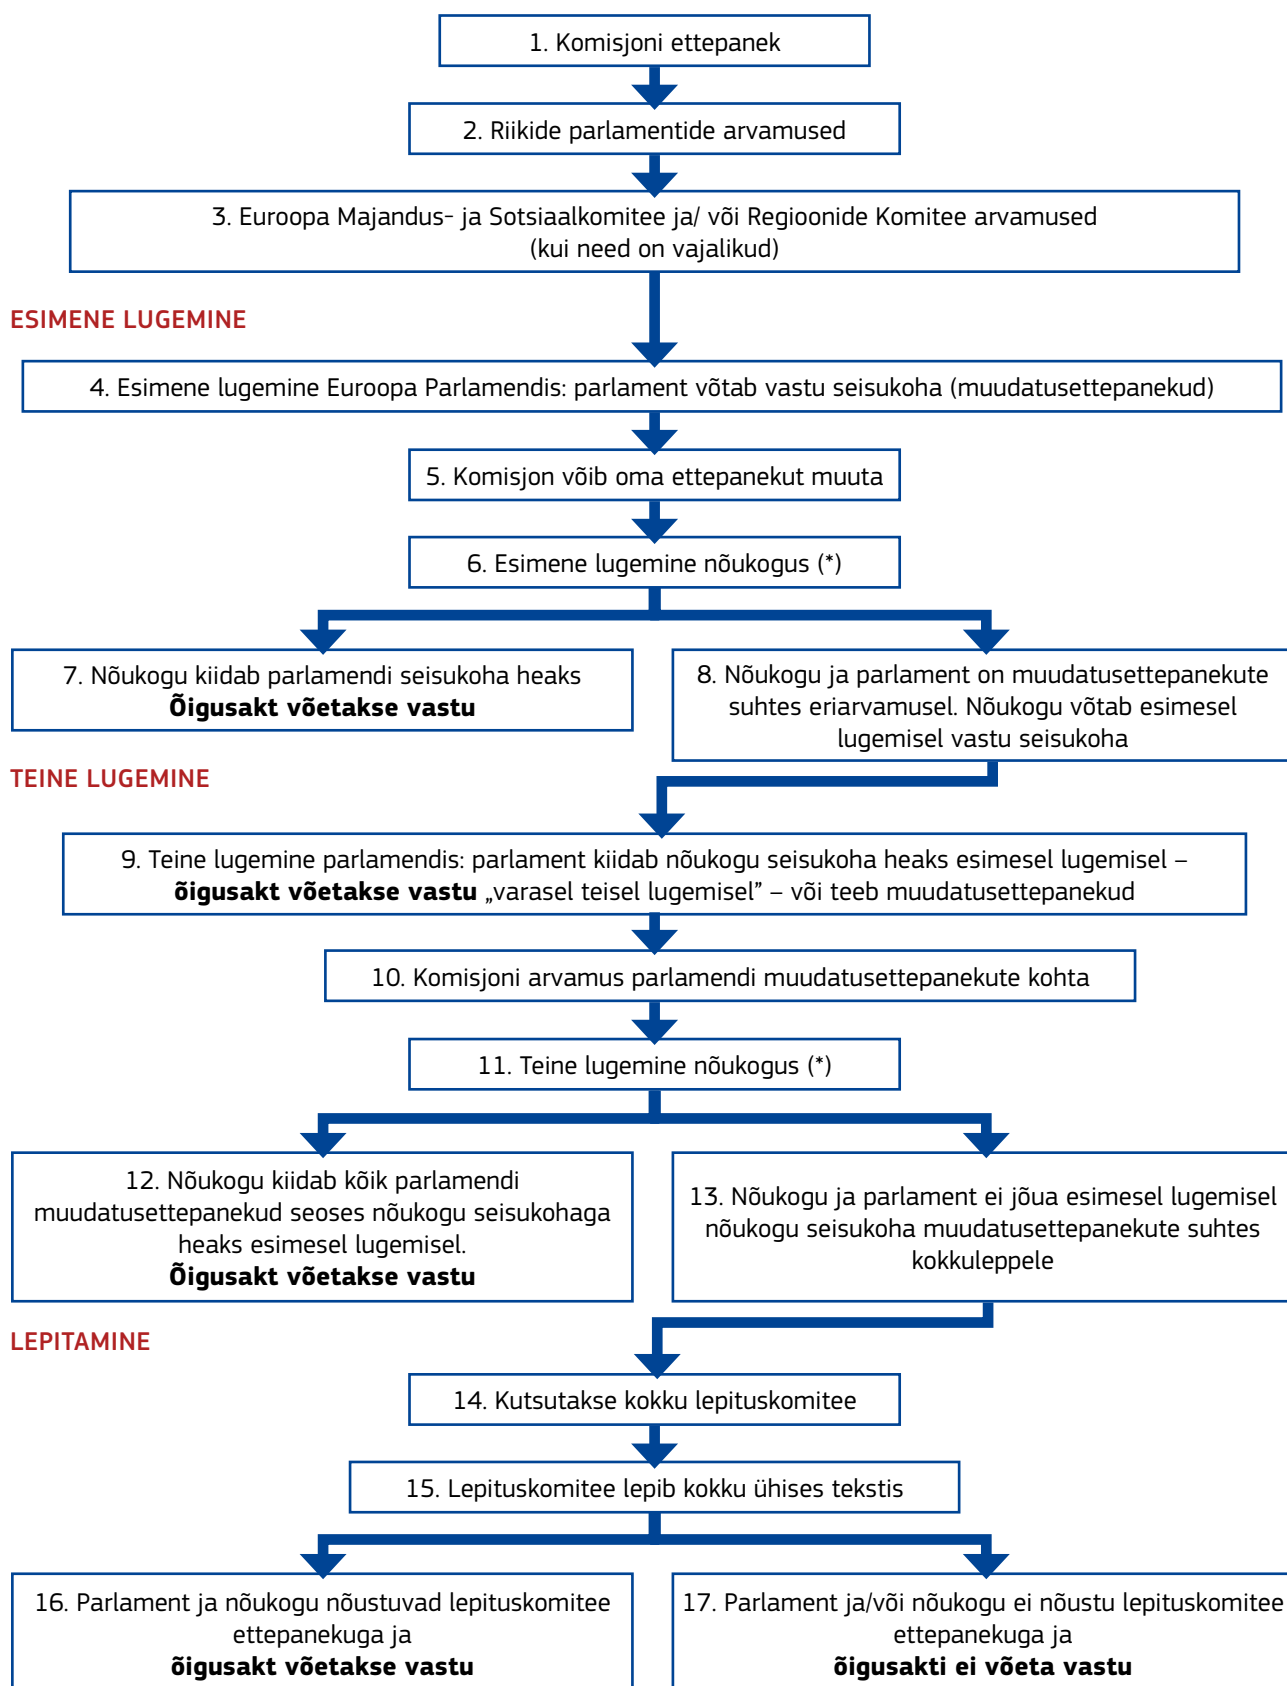 1. Komisjoni ettepanek
2. Riikide parlamentide arvamused
3. Euroopa Majandus- ja Sotsiaalkomitee ja/ või Regioonide Komitee arvamused
(kui need on vajalikud)
ESIMENE LUGEMINE
4. Esimene lugemine Euroopa Parlamendis: parlament võtab vastu seisukoha (muudatusettepanekud)
5. Komisjon võib oma ettepanekut muuta
6. Esimene lugemine nõukogus (*)
7. Nõukogu kiidab parlamendi seisukoha heaks
Õigusakt võetakse vastu
8. Nõukogu ja parlament on muudatusettepanekute
suhtes eriarvamusel. Nõukogu võtab esimesel
lugemisel vastu seisukoha
TEINE LUGEMINE
9. Teine lugemine parlamendis: parlament kiidab nõukogu seisukoha heaks esimesel lugemisel –
õigusakt võetakse vastu „varasel teisel lugemisel” – või teeb muudatusettepanekud
10. Komisjoni arvamus parlamendi muudatusettepanekute kohta
11. Teine lugemine nõukogus (*)
12. Nõukogu kiidab kõik parlamendi
muudatusettepanekud seoses nõukogu seisukohaga
heaks esimesel lugemisel.
Õigusakt võetakse vastu
13. Nõukogu ja parlament ei jõua esimesel lugemisel
nõukogu seisukoha muudatusettepanekute suhtes
kokkuleppele
LEPITAMINE
14. Kutsutakse kokku lepituskomitee
15. Lepituskomitee lepib kokku ühises tekstis
16. Parlament ja nõukogu nõustuvad lepituskomitee
ettepanekuga ja
õigusakt võetakse vastu
17. Parlament ja/või nõukogu ei nõustu lepituskomitee
ettepanekuga ja
õigusakti ei võeta vastu